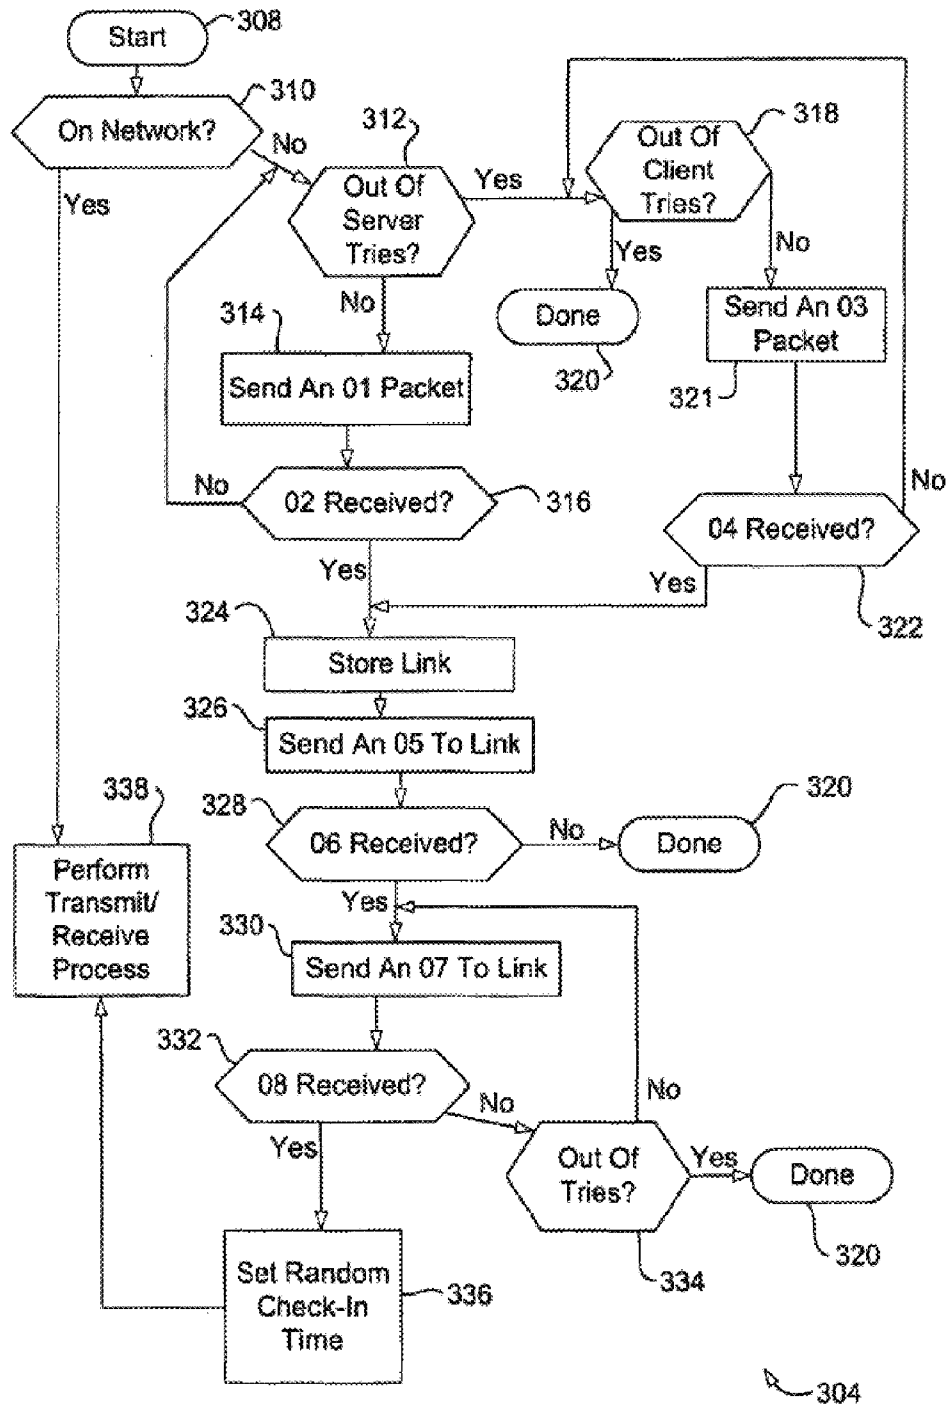 Start
308
On Network?
310
No
Yes
312
Out Of
Server
Tries?
Yes
No
318
Out Of
Client
Tries?
Yes
No
Done
320
Send An 03
Packet
321
314
Send An 01 Packet
No
02 Received?
316
Yes
04 Received?
No
Yes
322
324
Store Link
326
Send An 05 To Link
328
06 Received?
No
Done
320
Yes
338
Perform
Transmit/
Receive
Process
330
Send An 07 To Link
332
08 Received?
No
Yes
No
Out Of
Tries?
Yes
Done
320
334
Set Random
Check-In
Time
336
304